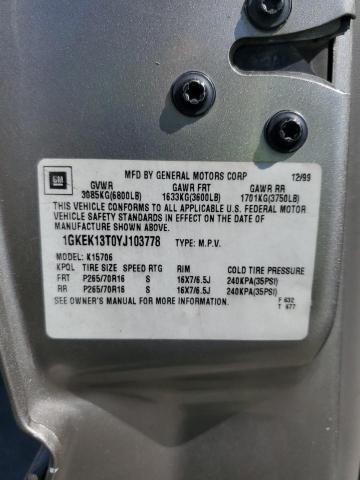 GM
MFD BY GENERAL MOTORS CORP 12/99
GVWR GAWR FRT GAWR RR
3085KG(6800LB) 1633KG(3600LB) 1701KG(3750LB)
THIS VEHICLE CONFORMS TO ALL APPLICABLE U.S. FEDERAL MOTOR
VEHICLE SAFETY STANDARDS IN EFFECT ON THE DATE OF
MANUFACTURE SHOWN ABOVE.
1GKEK13T0YJ103778 TYPE: M.P.V.
MODEL: K15706
KPOL TIRE SIZE SPEED RTG RIM COLD TIRE PRESSURE
FRT P265/70R16 S 16X7/6.5J 240KPA(35PSI)
RR P265/70R16 S 16X7/6.5J 240KPA(35PSI)
SEE OWNER'S MANUAL FOR MORE INFORMATION. F 632
T 677